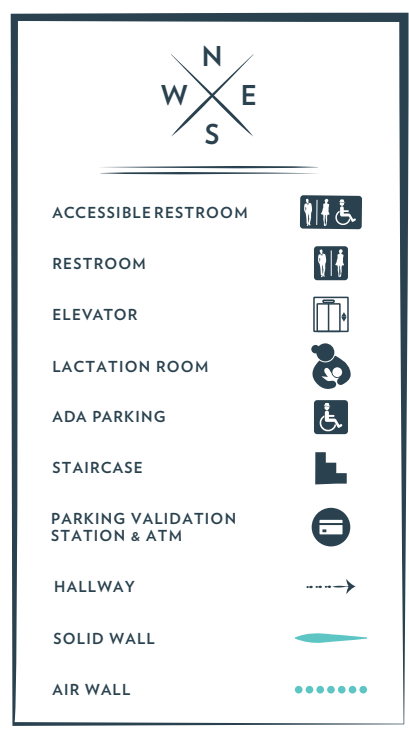 N
W E
S
ACCESSIBLE RESTROOM
RESTROOM
ELEVATOR
LACTATION ROOM
ADA PARKING
STAIRCASE
PARKING VALIDATION
STATION & ATM
HALLWAY
SOLID WALL
AIR WALL